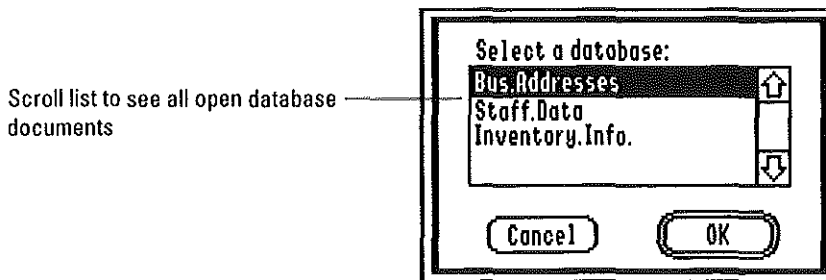 Scroll list to see all open database
documents
Select a database:
Bus.Addresses
Staff.Data
Inventory.Info.
Cancel
OK